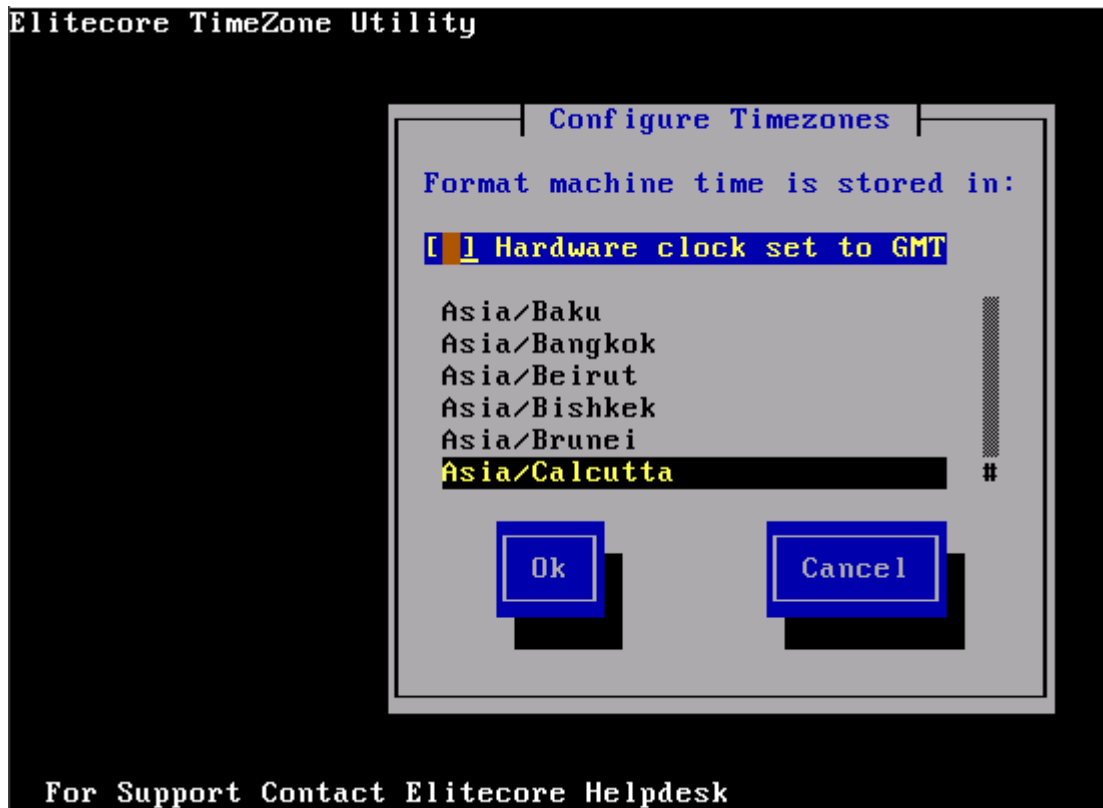 Elitecore TimeZone Utility
Configure Timezones
Format machine time is stored in:
[ ] Hardware clock set to GMT
Asia/Baku
Asia/Bangkok
Asia/Beirut
Asia/Bishkek
Asia/Brunei
Asia/Calcutta #
Ok Cancel
For Support Contact Elitecore Helpdesk